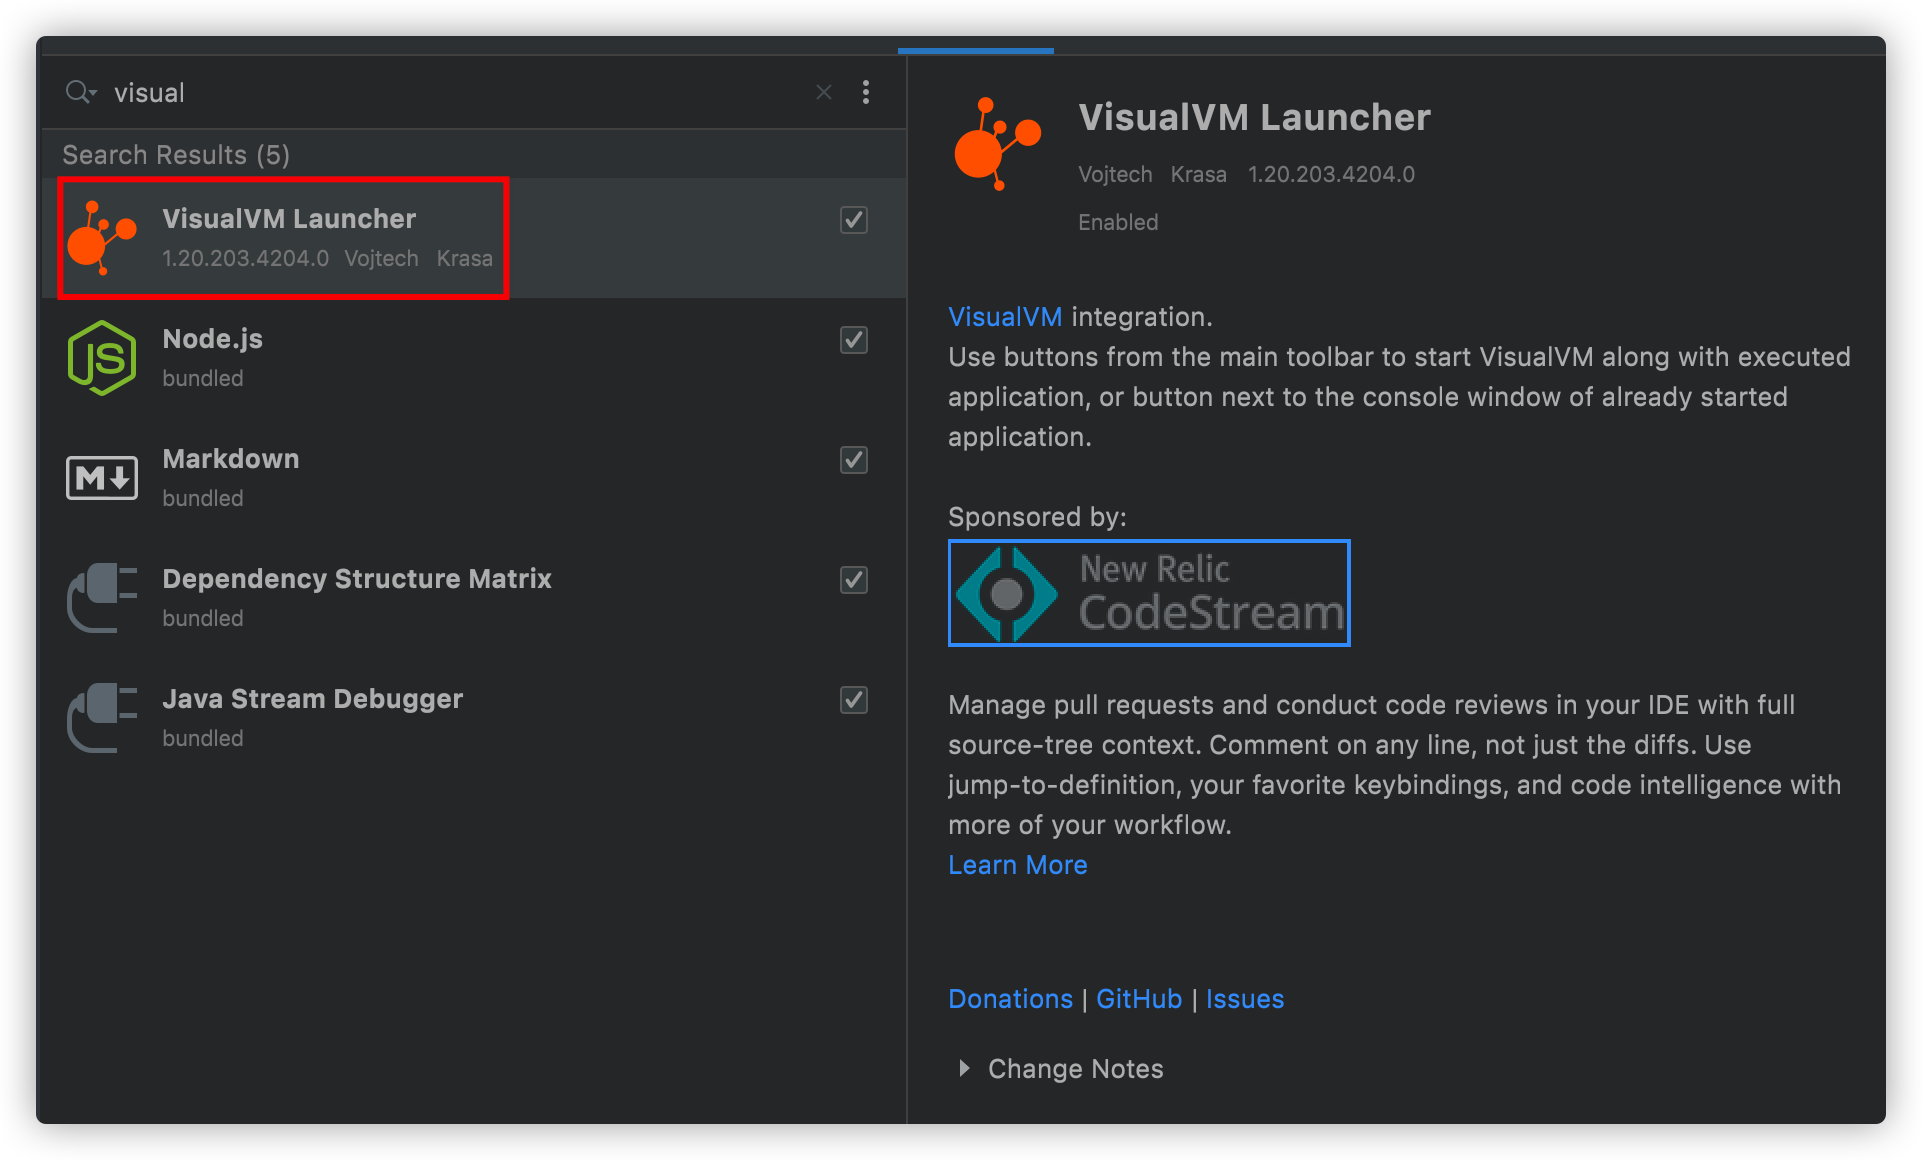 visual
Search Results (5)
VisualVM Launcher
1.20.203.4204.0 Vojtech Krasa
Node.js
bundled
Markdown
bundled
Dependency Structure Matrix
bundled
Java Stream Debugger
bundled
VisualVM Launcher
Vojtech Krasa 1.20.203.4204.0
Enabled
VisualVM integration.
Use buttons from the main toolbar to start VisualVM along with executed
application, or button next to the console window of already started
application.
Sponsored by:
New Relic
CodeStream
Manage pull requests and conduct code reviews in your IDE with full
source-tree context. Comment on any line, not just the diffs. Use
jump-to-definition, your favorite keybindings, and code intelligence with
more of your workflow.
Learn More
Donations | GitHub | Issues
Change Notes